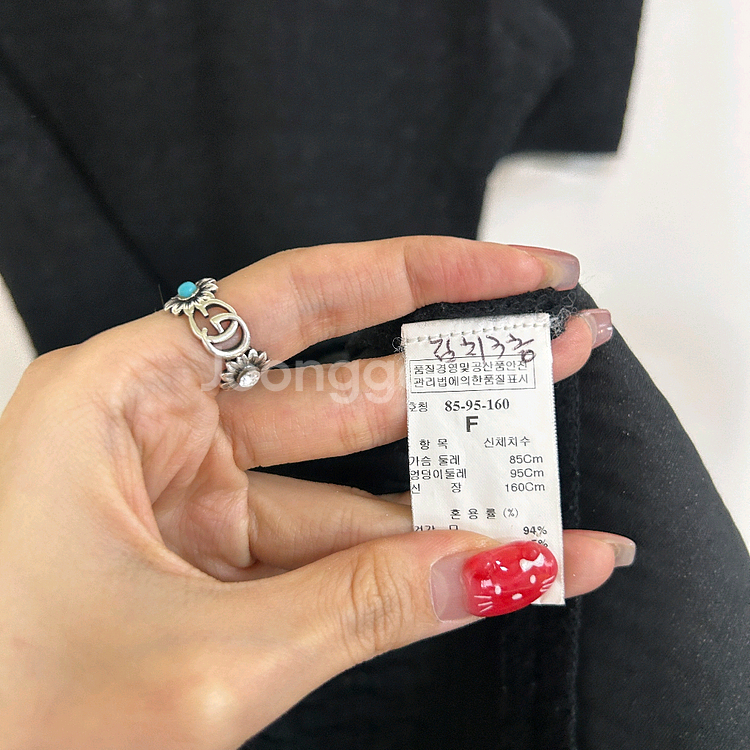 품질경영및공산품안전
관리법에의한품질표시
호칭 85-95-160
F
항 목 신체치수
가슴 둘레 85Cm
엉덩이둘레 95Cm
신 장 160Cm
혼 용 률 (%)
94%